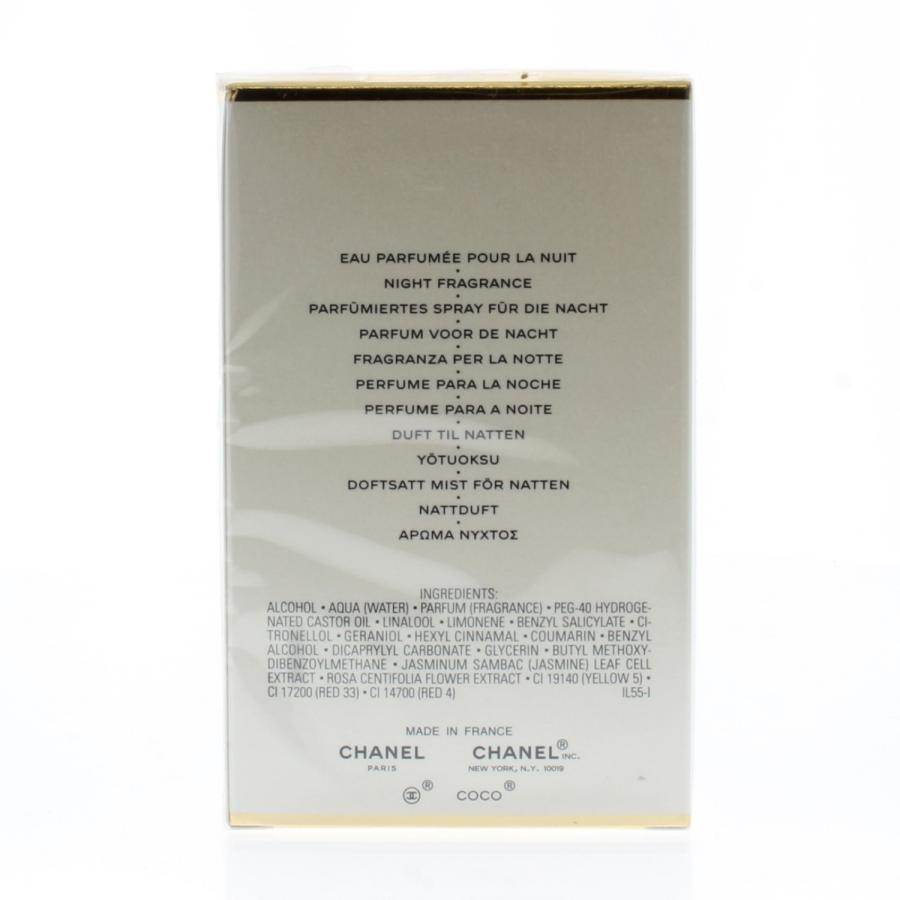 EAU PARFUMÉE POUR LA NUIT
•
NIGHT FRAGRANCE
•
PARFÜMIERTES SPRAY FÜR DIE NACHT
•
PARFUM VOOR DE NACHT
•
FRAGRANZA PER LA NOTTE
•
PERFUME PARA LA NOCHE
•
PERFUME PARA A NOITE
•
DUFT TIL NATTEN
•
YÖTUOKSU
•
DOFTSATT MIST FÖR NATTEN
•
NATTDUFT
•
ΑΡΩΜΑ ΝΥΧΤΟΣ
INGREDIENTS:
ALCOHOL • AQUA (WATER) • PARFUM (FRAGRANCE) • PEG-40 HYDROGE-
NATED CASTOR OIL • LINALOOL • LIMONENE • BENZYL SALICYLATE • CI-
TRONELLOL • GERANIOL • HEXYL CINNAMAL • COUMARIN • BENZYL
ALCOHOL • DICAPRYLYL CARBONATE • GLYCERIN • BUTYL METHOXY-
DIBENZOYLMETHANE • JASMINUM SAMBAC (JASMINE) LEAF CELL
EXTRACT • ROSA CENTIFOLIA FLOWER EXTRACT • CI 19140 (YELLOW 5) •
CI 17200 (RED 33) • CI 14700 (RED 4) IL55-I
MADE IN FRANCE
CHANEL CHANEL® INC.
PARIS NEW YORK, N.Y. 10019
® COCO®